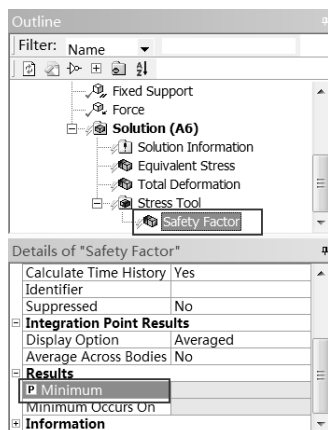 Outline
Filter: Name
Fixed Support
Force
Solution (A6)
Solution Information
Equivalent Stress
Total Deformation
Stress Tool
Safety Factor
Details of "Safety Factor"
Calculate Time History Yes
Identifier
Suppressed No
Integration Point Results
Display Option Averaged
Average Across Bodies No
Results
P Minimum
Minimum Occurs On
Information